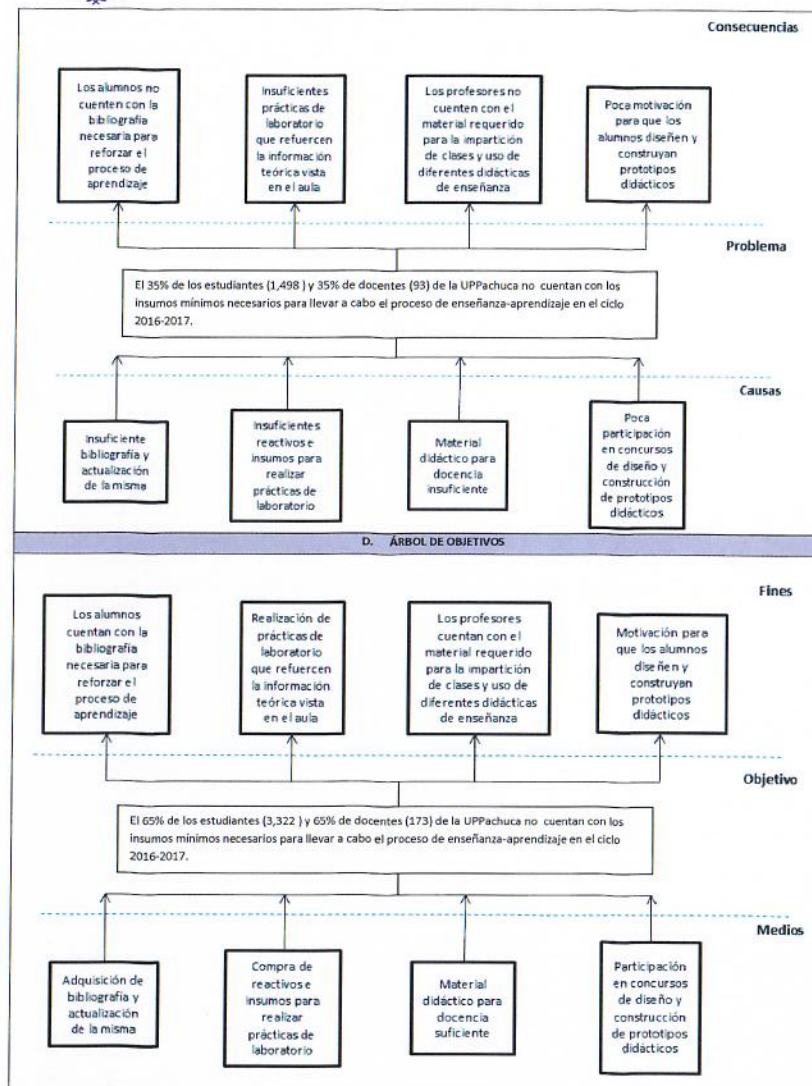 Consecuencias
Los alumnos no
cuenten con la
bibliografía
necesaria para
reforzar el
proceso de
aprendizaje
Insuficientes
prácticas de
laboratorio
que refuercen
la información
teórica vista
en el aula
Los profesores no
cuenten con el
material requerido
para la impartición
de clases y uso de
diferentes didácticas
de enseñanza
Poca motivación
para que los
alumnos diseñen y
construyan
prototipos
didácticos
Problema
El 35% de los estudiantes (1,498 ) y 35% de docentes (93) de la UPPachuca no cuentan con los
insumos mínimos necesarios para llevar a cabo el proceso de enseñanza-aprendizaje en el ciclo
2016-2017.
Causas
Insuficiente
bibliografía y
actualización
de la misma
Insuficientes
reactivos e
insumos para
realizar
prácticas de
laboratorio
Material
didáctico para
docencia
insuficiente
Poca
participación
en concursos
de diseño y
construcción
de prototipos
didácticos
D. ÁRBOL DE OBJETIVOS
Fines
Los alumnos
cuentan con la
bibliografía
necesaria para
reforzar el
proceso de
aprendizaje
Realización de
prácticas de
laboratorio
que refuercen
la información
teórica vista
en el aula
Los profesores
cuentan con el
material requerido
para la impartición
de clases y uso de
diferentes didácticas
de enseñanza
Motivación para
que los alumnos
diseñen y
construyan
prototipos
didácticos
Objetivo
El 65% de los estudiantes (3,322 ) y 65% de docentes (173) de la UPPachuca no cuentan con los
insumos mínimos necesarios para llevar a cabo el proceso de enseñanza-aprendizaje en el ciclo
2016-2017.
Medios
Adquisición de
bibliografía y
actualización
de la misma
Compra de
reactivos e
insumos para
realizar
prácticas de
laboratorio
Material
didáctico para
docencia
suficiente
Participación
en concursos
de diseño y
construcción
de prototipos
didácticos